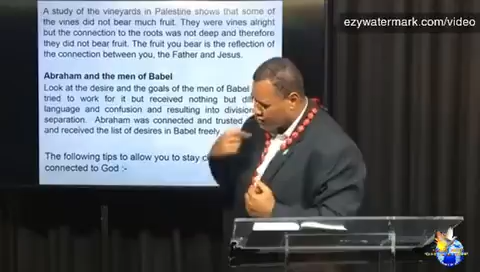 ezywatermark.com/video
A study of the vineyards in Palestine shows that some of
the vines did not bear much fruit. They were vines alright
but the connection to the roots was not deep and therefore
they did not bear fruit. The fruit you bear is the reflection
of the connection between you, the Father and Jesus.
Abraham and the men of Babel
Look at the desire and the goals of the men of Babel
tried to work for it but received nothing but
language and confusion and resulting into
separation. Abraham was connected and trusted
and received the list of desires in Babel freely.
The following tips to allow you to stay
connected to God :-